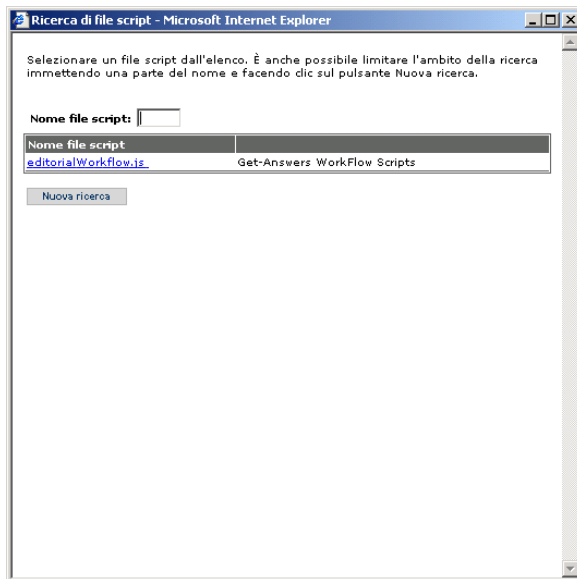 Ricerca di file script - Microsoft Internet Explorer
Selezionare un file script dall'elenco. È anche possibile limitare l'ambito della ricerca
immettendo una parte del nome e facendo clic sul pulsante Nuova ricerca.
Nome file script:
Nome file script
editorialWorkflow.js Get-Answers WorkFlow Scripts
Nuova ricerca